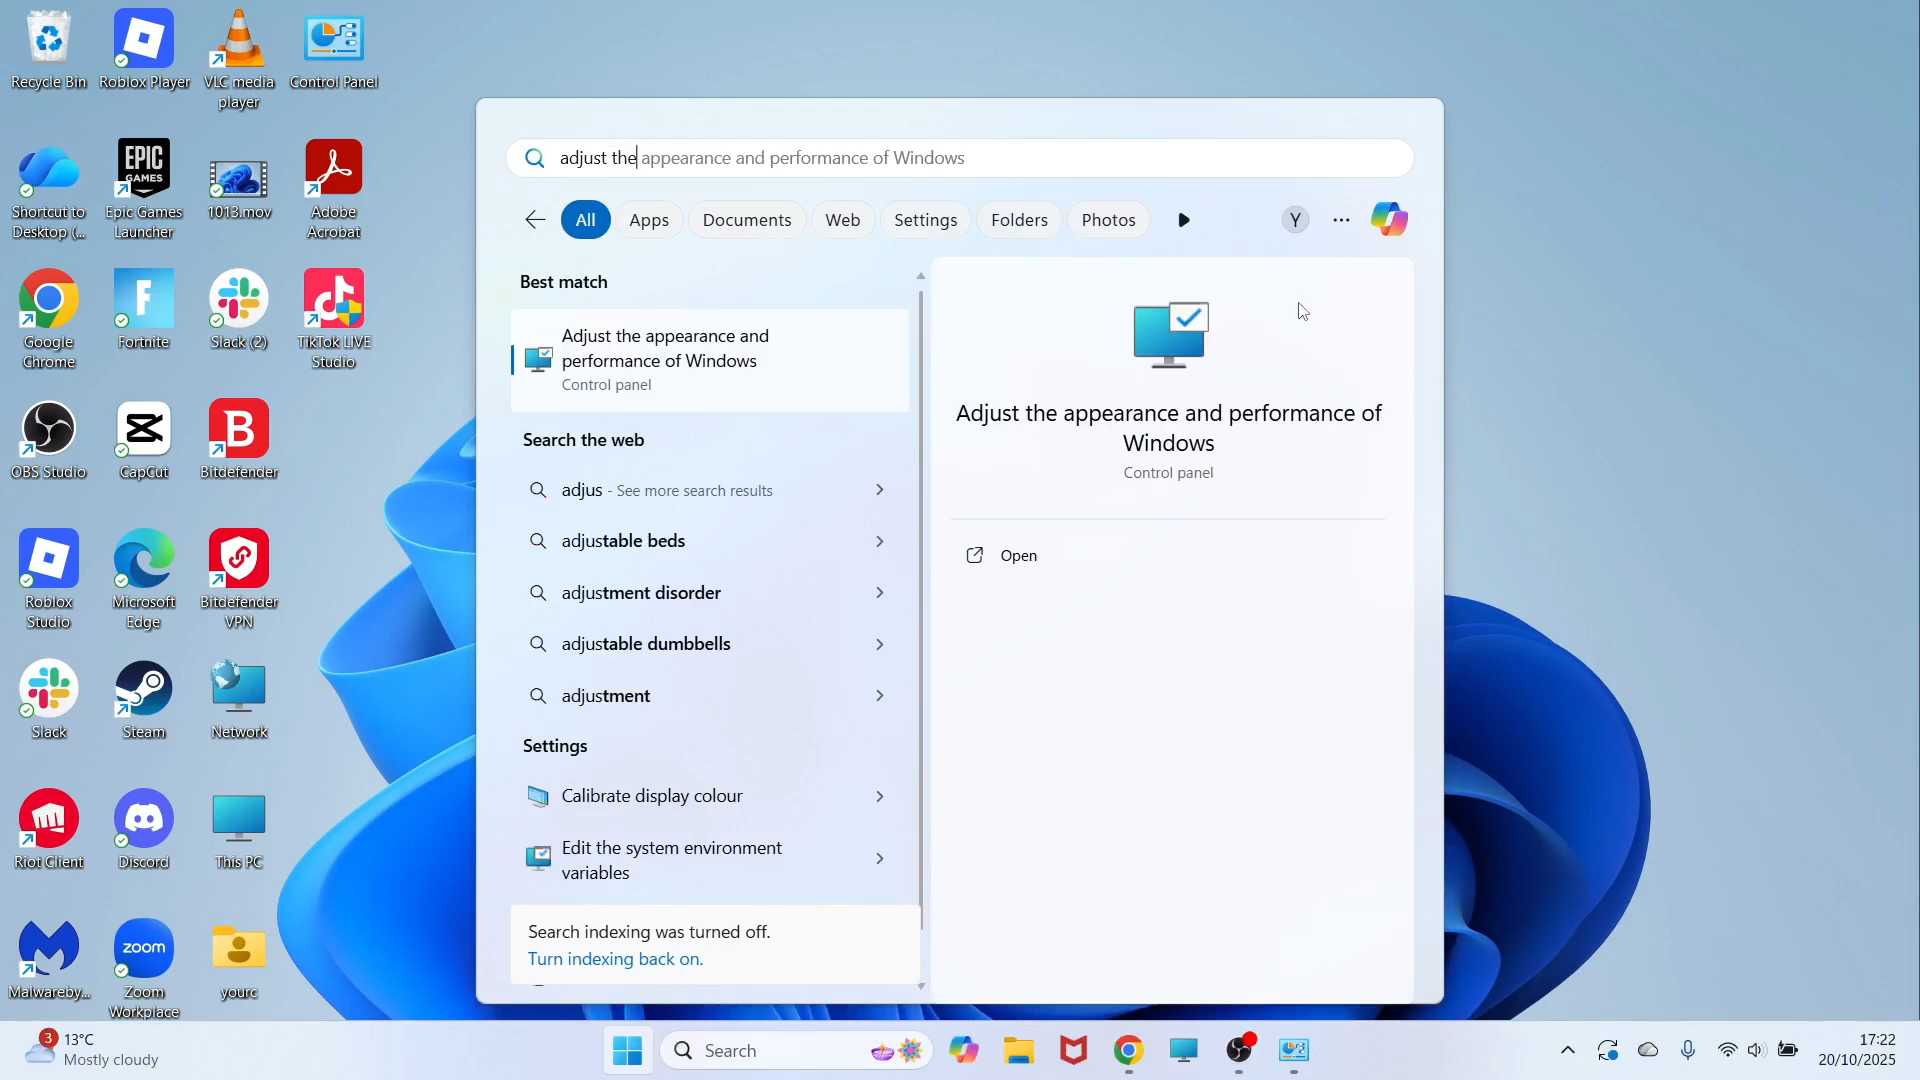 Recycle Bin
Roblox Player
VLC media
player
Control Panel
Shortcut to
Desktop (...
EPIC
GAMES
Epic Games
Launcher
1013.mov
Adobe
Acrobat
Google
Chrome
Fortnite
Slack (2)
TikTok LIVE
Studio
OBS Studio
CapCut
Bitdefender
Roblox
Studio
Microsoft
Edge
Bitdefender
VPN
Slack
Steam
Network
Riot Client
Discord
This PC
Malwareby...
zoom
Zoom
Workplace
yourc
adjust the appearance and performance of Windows
All
Apps
Documents
Web
Settings
Folders
Photos
Y
Best match
Adjust the appearance and
performance of Windows
Control panel
Search the web
adjus - See more search results
adjustable beds
adjustment disorder
adjustable dumbbells
adjustment
Settings
Calibrate display colour
Edit the system environment
variables
Search indexing was turned off.
Turn indexing back on.
Adjust the appearance and performance of
Windows
Control panel
Open
3
13°C
Mostly cloudy
Search
17:22
20/10/2025